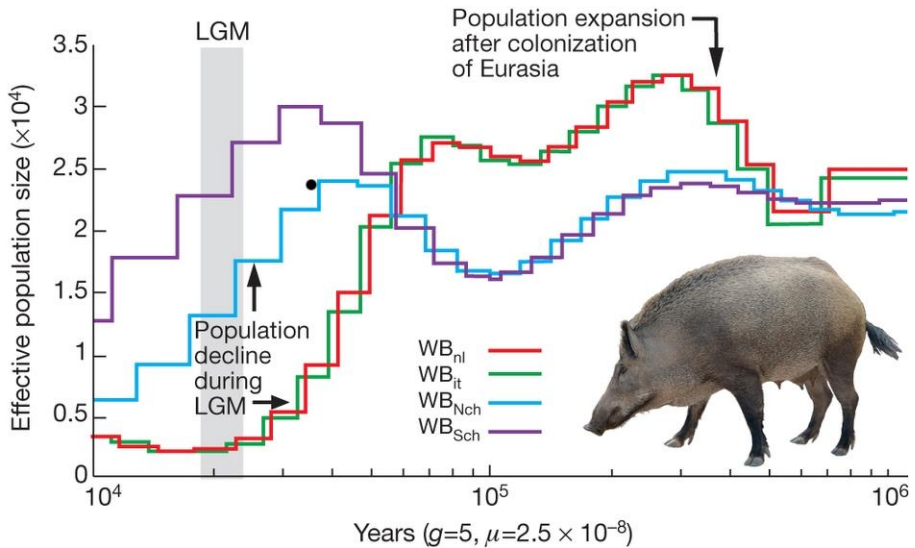 LGM
Population expansion
after colonization
of Eurasia
3.5
3
2.5
2
1.5
1
0.5
0
Effective population size (×10⁴)
Population
decline
during
LGM
WBnl
WBit
WBNch
WBSch
10⁴
10⁵
10⁶
Years (g=5, μ=2.5 × 10⁻⁸)